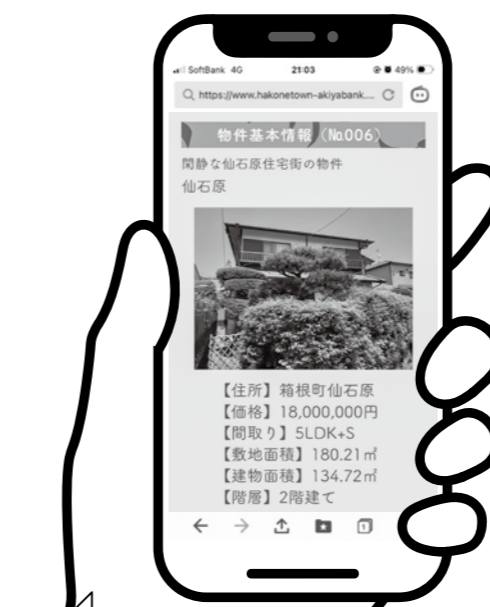 SoftBank 4G 21:03 49%
https://www.hakonetown-akiyabank....
物件基本情報（№006）
閑静な仙石原住宅街の物件
仙石原
【住所】箱根町仙石原
【価格】18,000,000円
【間取り】5LDK+S
【敷地面積】180.21㎡
【建物面積】134.72㎡
【階層】2階建て
1